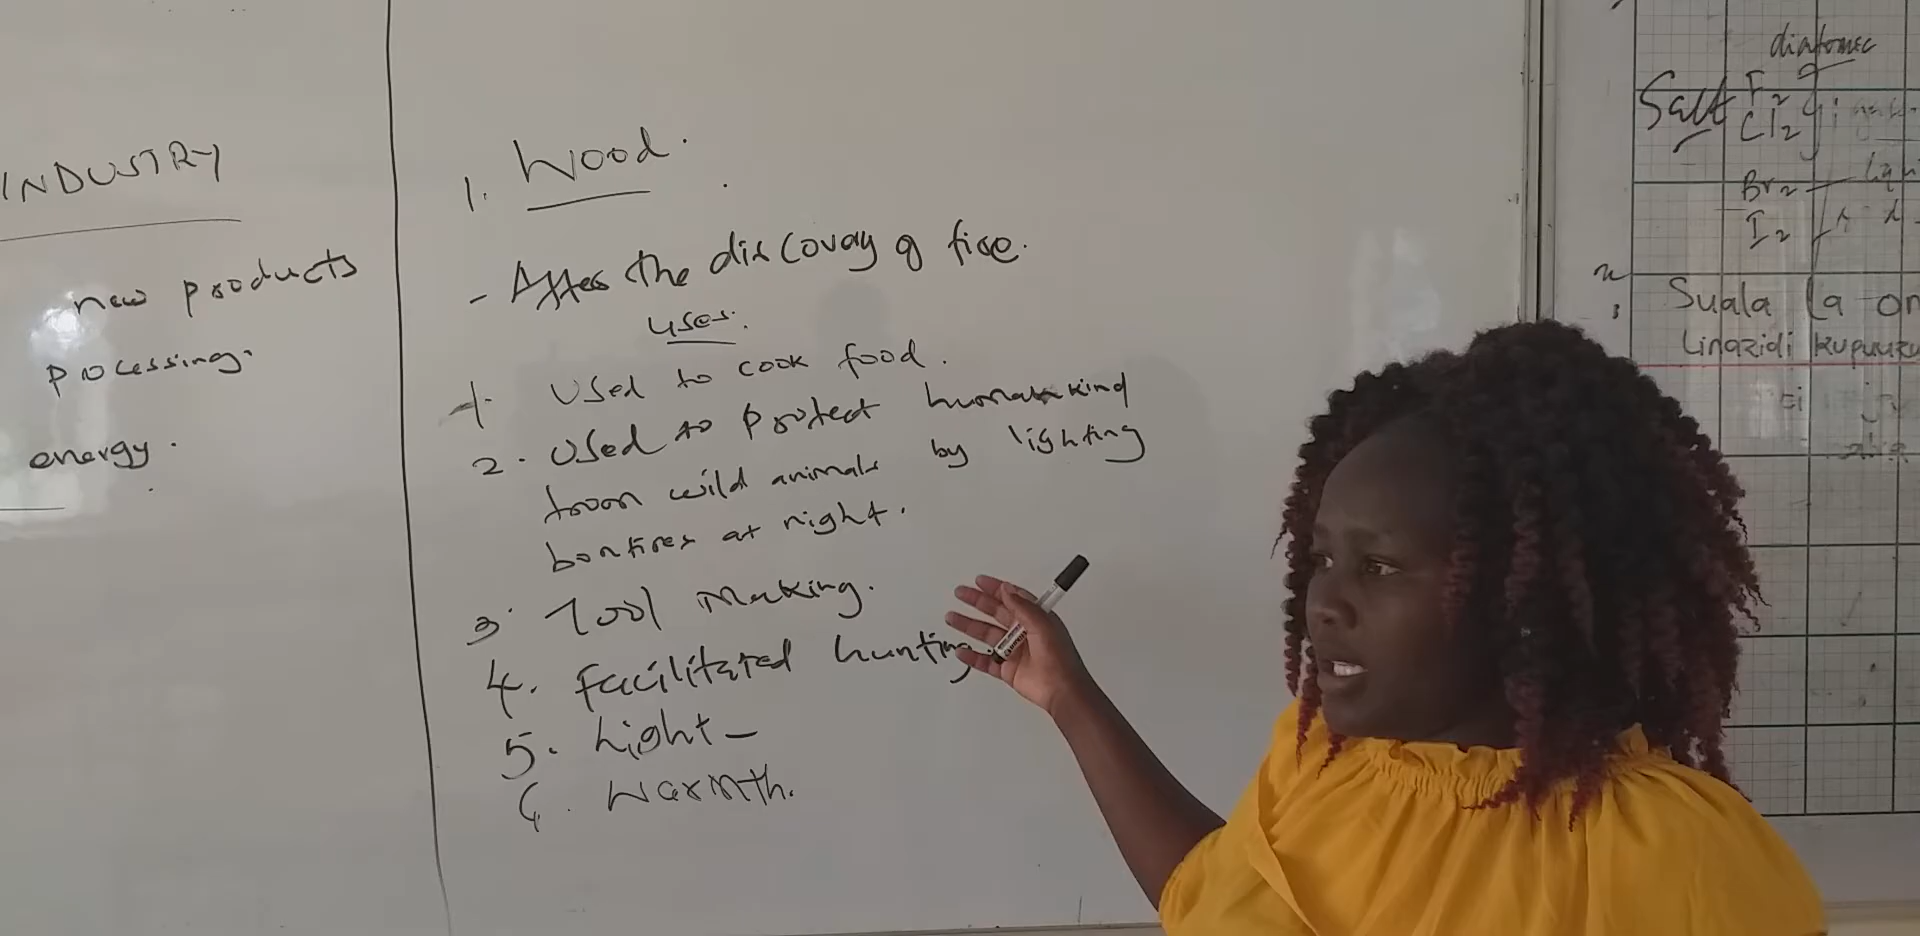 INDUSTRY
new products
processing.
energy.
1. Wood.
- After the discovery of fire.
uses.
1. Used to cook food.
2. Used to protect humankind
from wild animals by lighting
bonfires at night.
3. Tool Making.
4. Facilitated hunting.
5. Light -
6. Warmth.
diatomic
Salt F2
Cl2
Br2
I2
Suala la
Linazidi